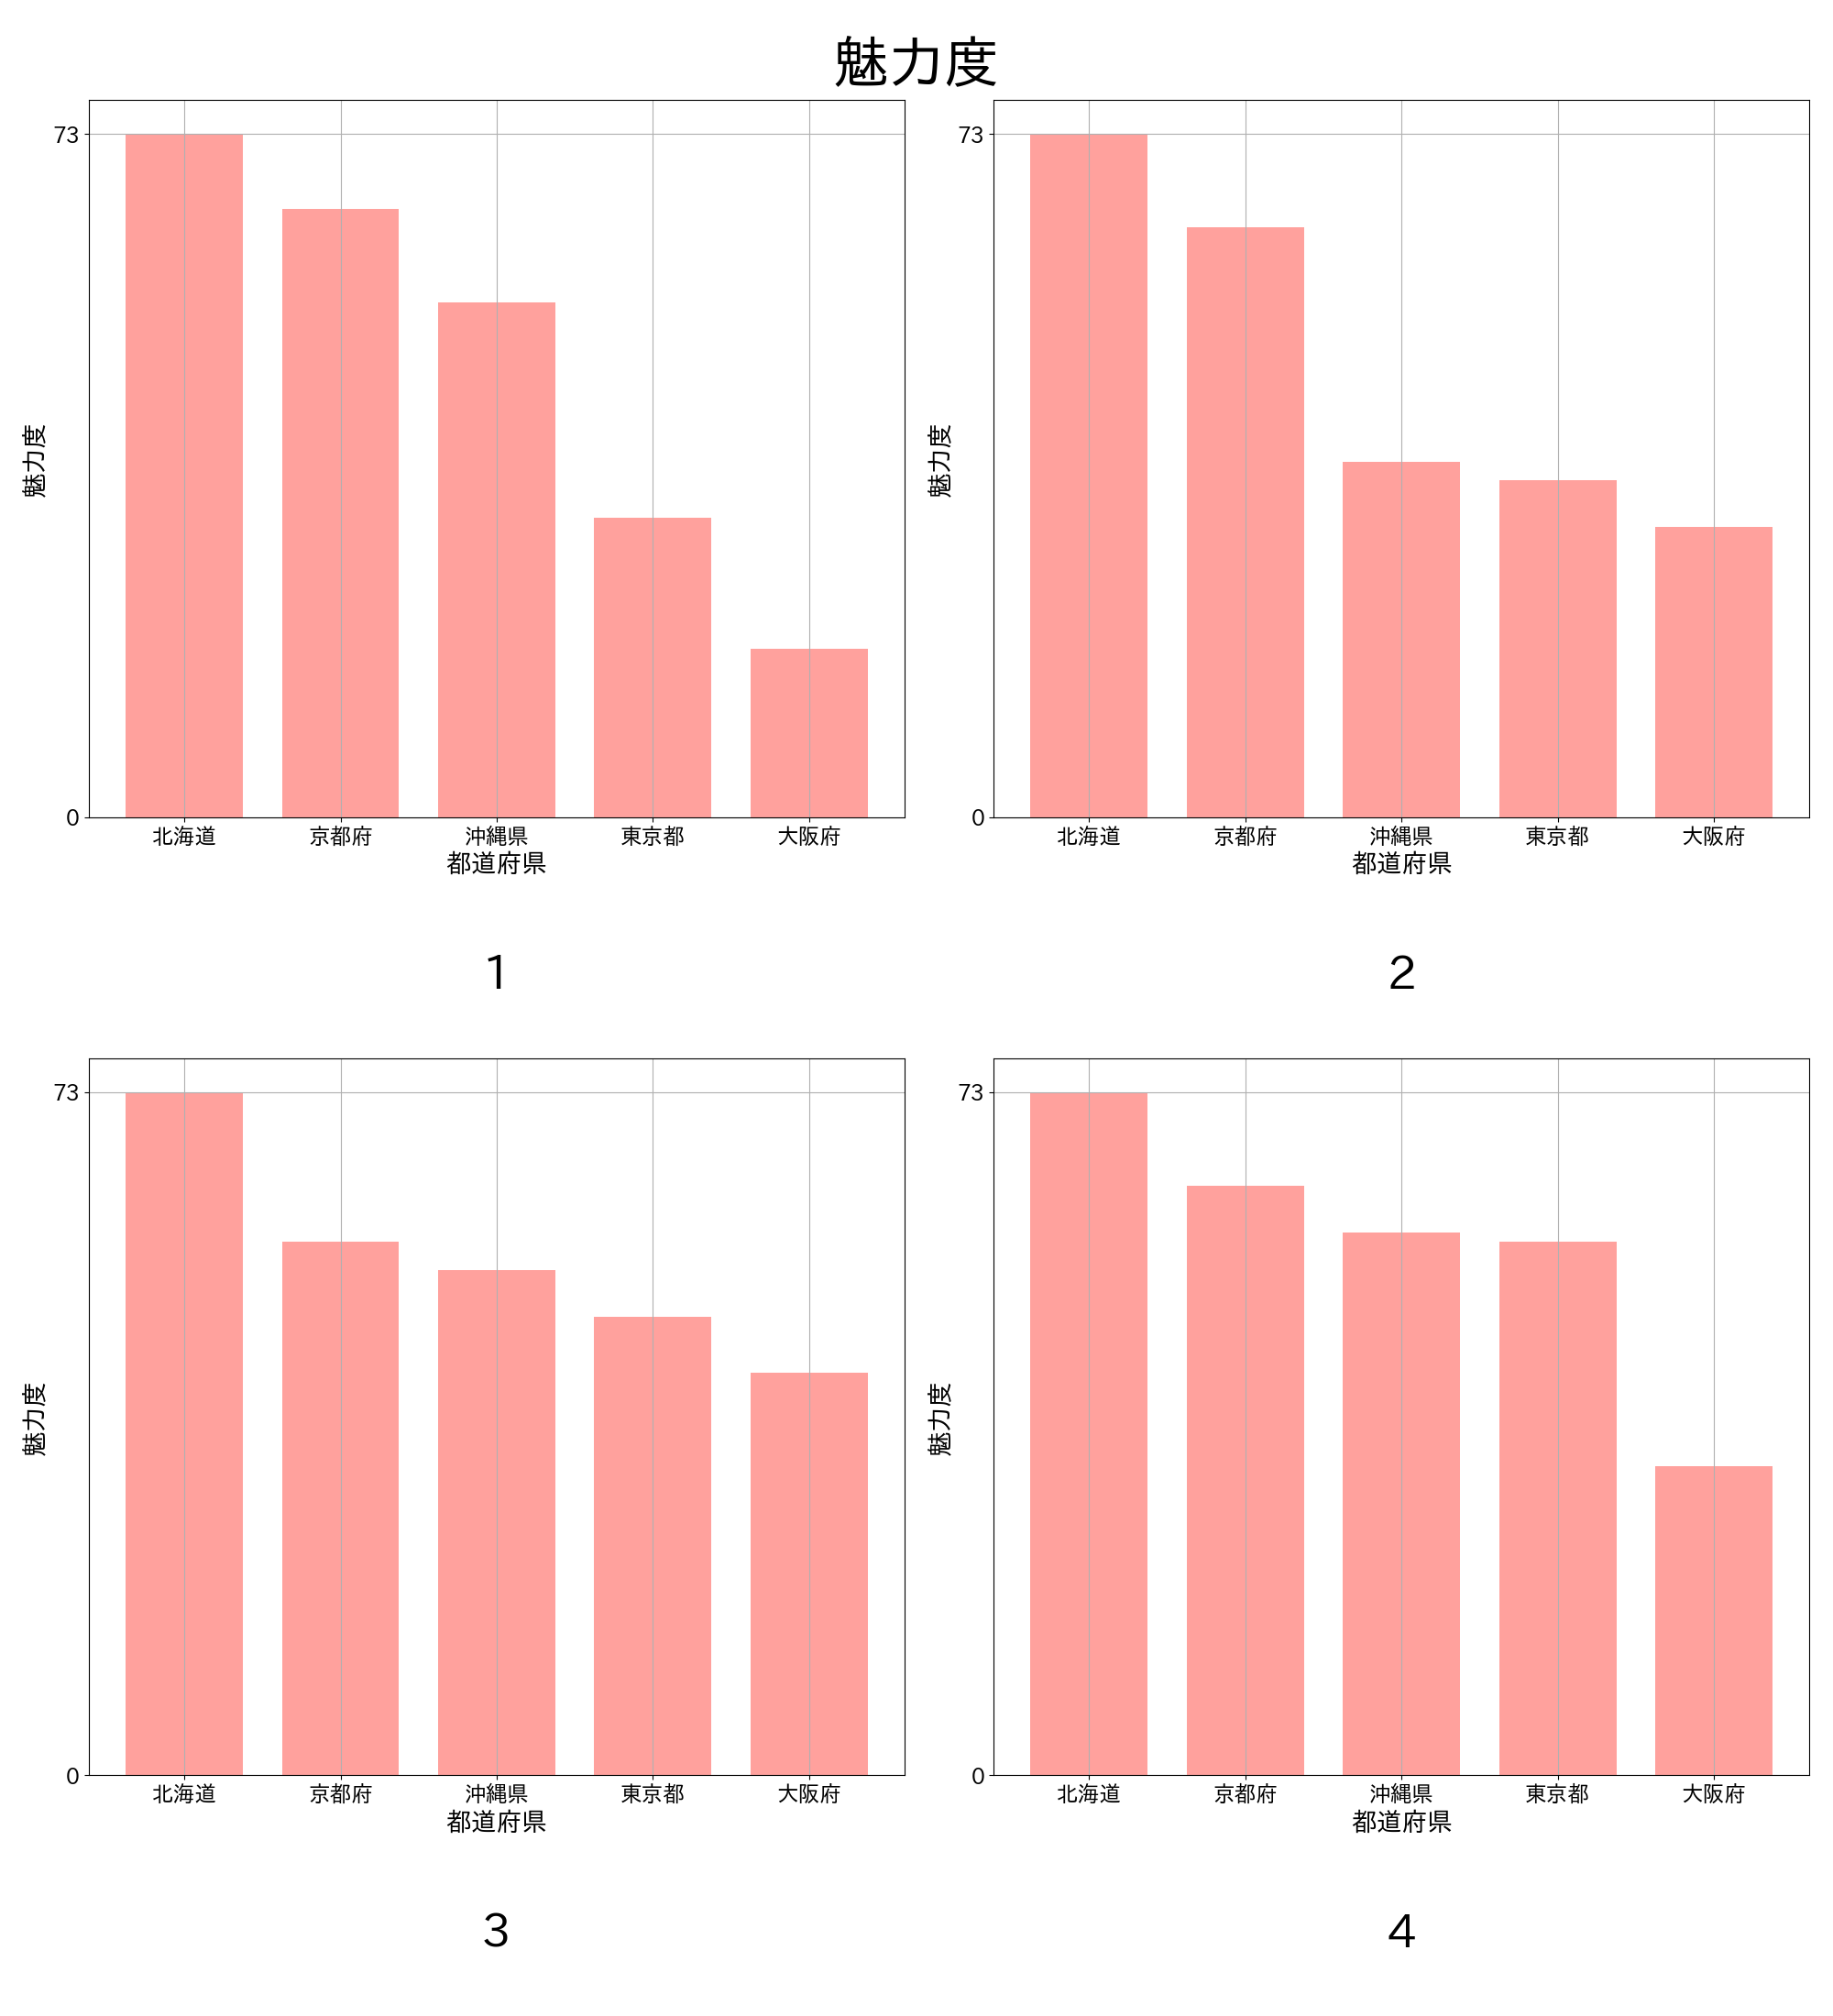 魅力度
73
0
魅力度
北海道 京都府 沖縄県 東京都 大阪府
都道府県
1
73
0
魅力度
北海道 京都府 沖縄県 東京都 大阪府
都道府県
2
73
0
魅力度
北海道 京都府 沖縄県 東京都 大阪府
都道府県
3
73
0
魅力度
北海道 京都府 沖縄県 東京都 大阪府
都道府県
4